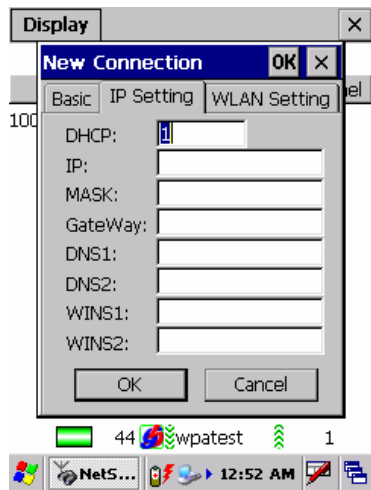 Display
New Connection OK
Basic IP Setting WLAN Setting
100
DHCP: 1
IP:
MASK:
GateWay:
DNS1:
DNS2:
WINS1:
WINS2:
OK Cancel
44 wpatest 1
NetS... 12:52 AM